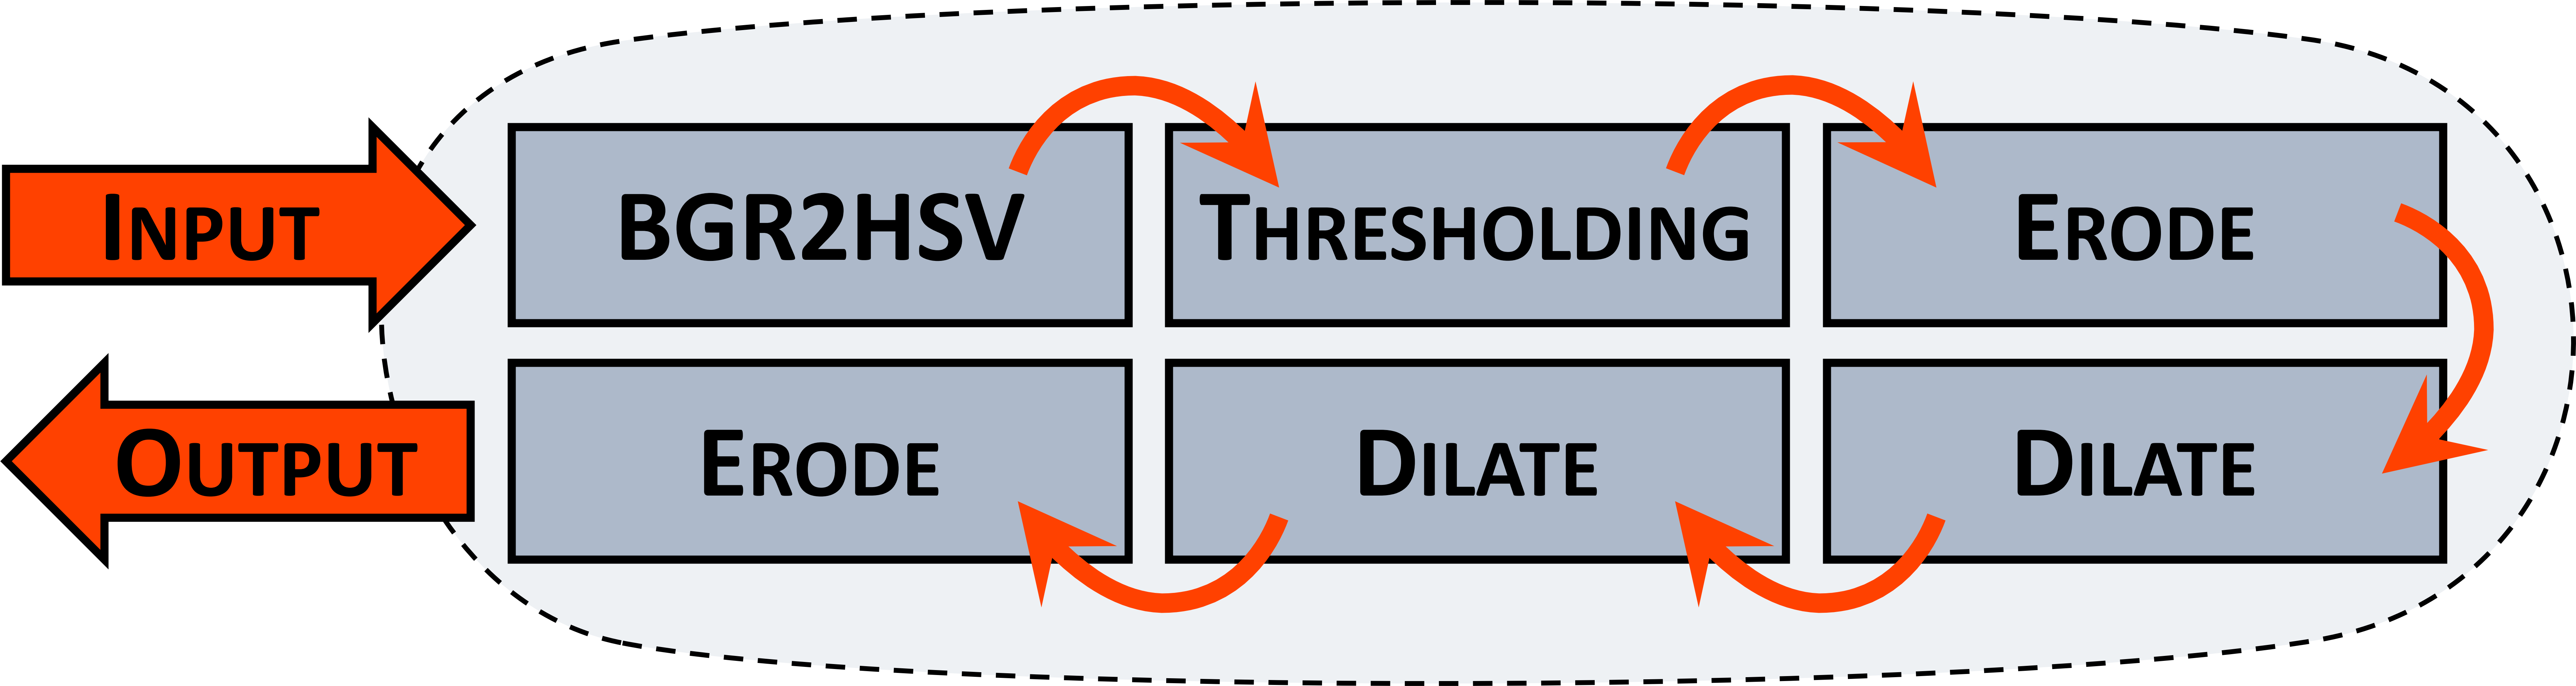 INPUT
BGR2HSV
THRESHOLDING
ERODE
OUTPUT
ERODE
DILATE
DILATE